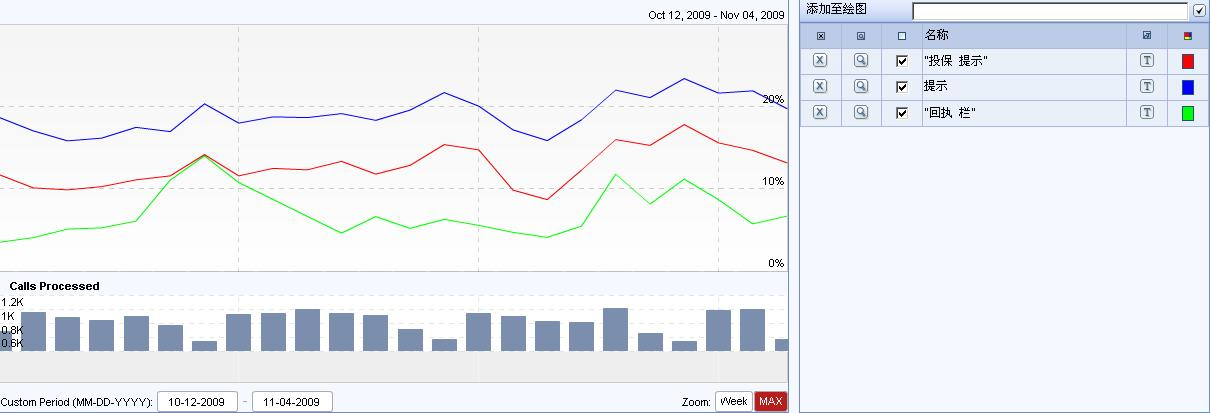 Oct 12, 2009 - Nov 04, 2009
20%
10%
0%
Calls Processed
1.2K
1K
0.8K
0.6K
Custom Period (MM-DD-YYYY): 10-12-2009 - 11-04-2009 Zoom: Week MAX
添加至绘图
名称
X "投保 提示" T
X 提示 T
X "回执 栏" T